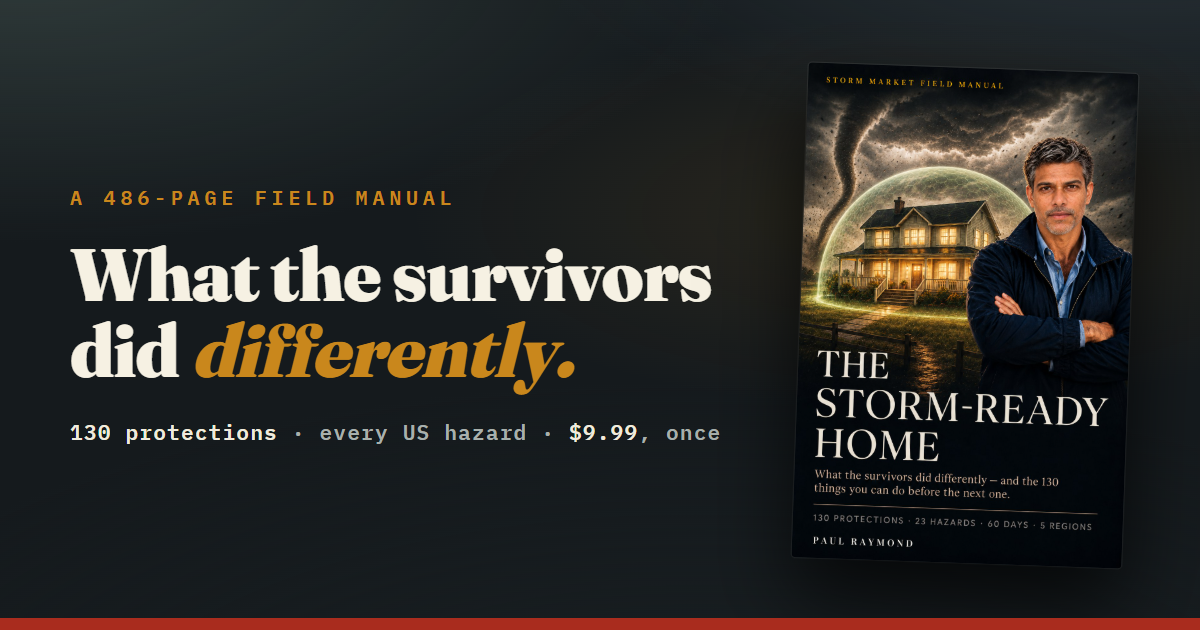 A 486-PAGE FIELD MANUAL
What the survivors
did differently.
130 protections · every US hazard · $9.99, once
STORM MARKET FIELD MANUAL
THE
STORM-READY
HOME
What the survivors did differently – and the 130
things you can do before the next one.
130 PROTECTIONS · 23 HAZARDS · 60 DAYS · 5 REGIONS
PAUL RAYMOND